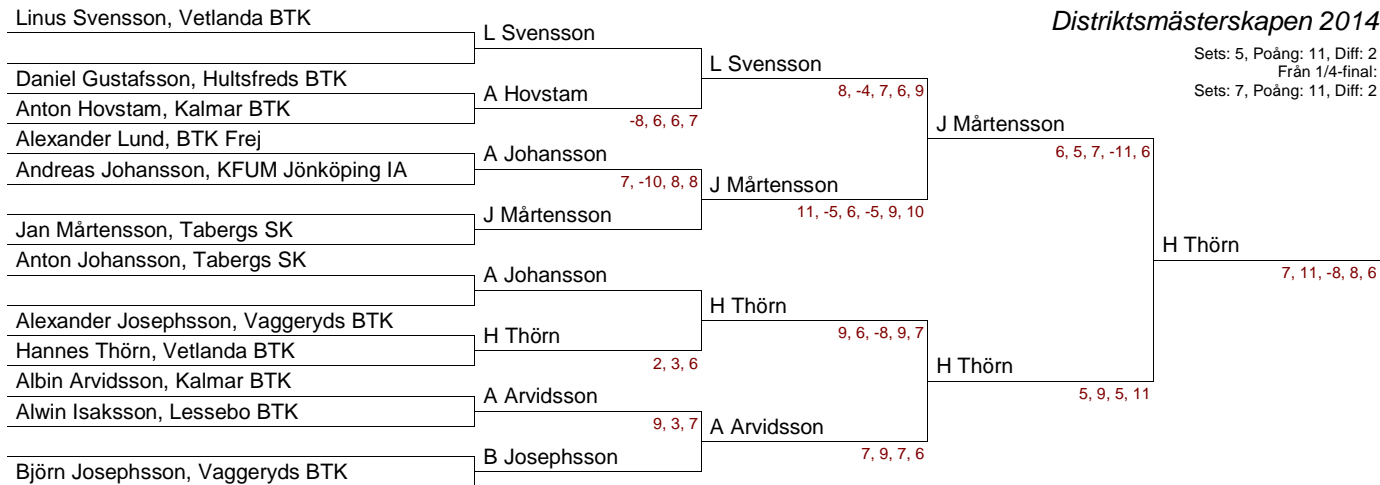 Distriktsmästerskapen 2014
Sets: 5, Poång: 11, Diff: 2
Från 1/4-final:
Sets: 7, Poång: 11, Diff: 2
Linus Svensson, Vetlanda BTK
Daniel Gustafsson, Hultsfreds BTK
Anton Hovstam, Kalmar BTK
Alexander Lund, BTK Frej
Andreas Johansson, KFUM Jönköping IA
Jan Mårtensson, Tabergs SK
Anton Johansson, Tabergs SK
Alexander Josephsson, Vaggeryds BTK
Hannes Thörn, Vetlanda BTK
Albin Arvidsson, Kalmar BTK
Alwin Isaksson, Lessebo BTK
Björn Josephsson, Vaggeryds BTK
L Svensson
A Hovstam
-8, 6, 6, 7
A Johansson
7, -10, 8, 8
J Mårtensson
A Johansson
H Thörn
2, 3, 6
A Arvidsson
9, 3, 7
B Josephsson
L Svensson
8, -4, 7, 6, 9
J Mårtensson
11, -5, 6, -5, 9, 10
H Thörn
9, 6, -8, 9, 7
A Arvidsson
7, 9, 7, 6
J Mårtensson
6, 5, 7, -11, 6
H Thörn
5, 9, 5, 11
H Thörn
7, 11, -8, 8, 6